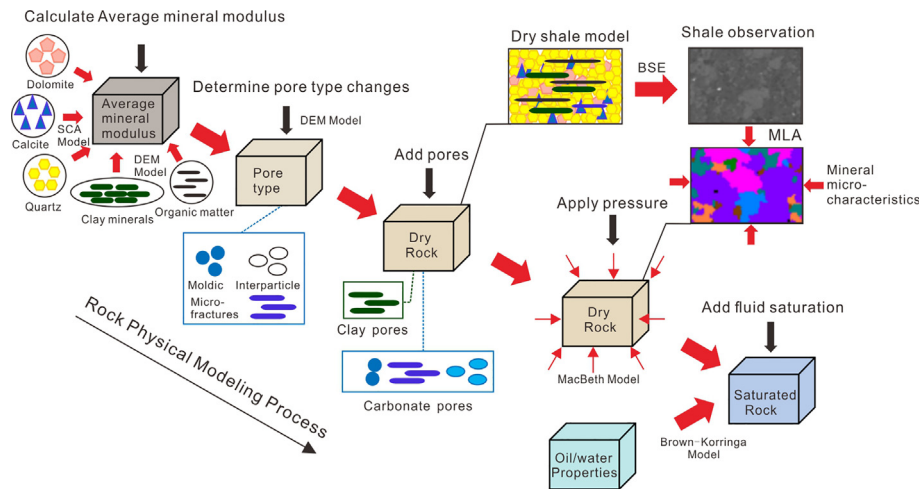 Calculate Average mineral modulus
Dolomite
Calcite
SCA
Model
Quartz
Average
mineral
modulus
DEM
Model
Clay minerals
Organic matter
Determine pore type changes
DEM Model
Pore
type
Moldic
Interparticle
Micro-
fractures
Add pores
Dry
Rock
Clay pores
Carbonate pores
Dry shale model
BSE
Shale observation
MLA
Mineral
micro-
characteristics
Apply pressure
Dry
Rock
MacBeth Model
Add fluid saturation
Saturated
Rock
Brown-Korringa
Model
Oil/water
Properties
Rock Physical Modeling Process